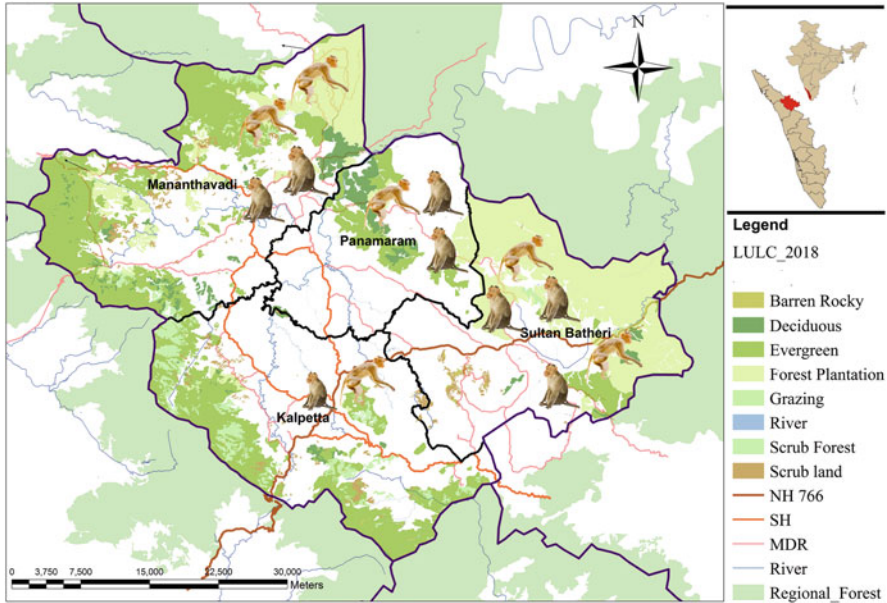 N
Mananthavadi
Panamaram
Sultan Batheri
Kalpetta
0 3,750 7,500 15,000 22,500 30,000
Meters
Legend
LULC_2018
Barren Rocky
Deciduous
Evergreen
Forest Plantation
Grazing
River
Scrub Forest
Scrub land
NH 766
SH
MDR
River
Regional_Forest